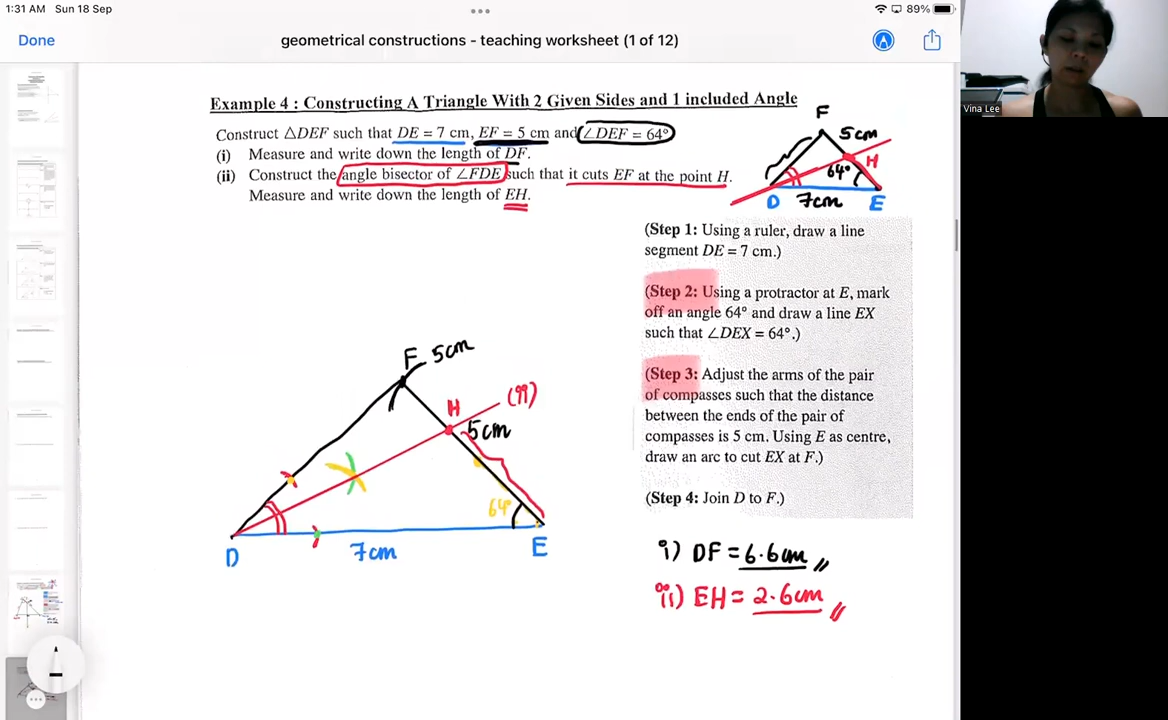 1:31 AM Sun 18 Sep
89%
Done
geometrical constructions - teaching worksheet (1 of 12)
Vina Lee
Example 4 : Constructing A Triangle With 2 Given Sides and 1 included Angle
Construct △DEF such that DE = 7 cm, EF = 5 cm and ∠DEF = 64°
(i) Measure and write down the length of DF.
(ii) Construct the angle bisector of ∠FDE such that it cuts EF at the point H.
Measure and write down the length of EH.
F
5cm
H
64°
D 7cm E
(Step 1: Using a ruler, draw a line
segment DE = 7 cm.)
(Step 2: Using a protractor at E, mark
off an angle 64° and draw a line EX
such that ∠DEX = 64°.)
(Step 3: Adjust the arms of the pair
of compasses such that the distance
between the ends of the pair of
compasses is 5 cm. Using E as centre,
draw an arc to cut EX at F.)
(Step 4: Join D to F.)
F 5cm
H (ii)
5cm
64°
D 7cm E
i) DF = 6.6cm
ii) EH = 2.6cm